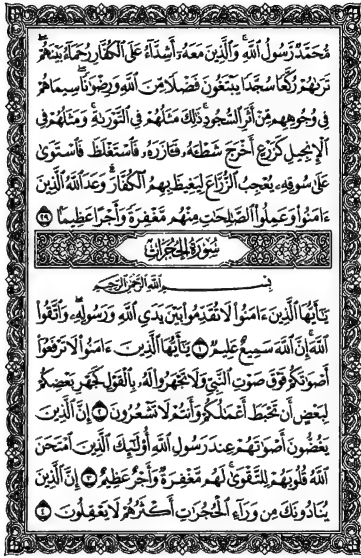 مُّحَمَّدٌ رَّسُولُ ٱللَّهِ ۚ وَٱلَّذِينَ مَعَهُۥٓ أَشِدَّآءُ عَلَى ٱلْكُفَّارِ رُحَمَآءُ بَيْنَهُمْ ۖ
تَرَىٰهُمْ رُكَّعًا سُجَّدًا يَبْتَغُونَ فَضْلًا مِّنَ ٱللَّهِ وَرِضْوَٰنًا ۖ سِيمَاهُمْ
فِى وُجُوهِهِم مِّنْ أَثَرِ ٱلسُّجُودِ ۚ ذَٰلِكَ مَثَلُهُمْ فِى ٱلتَّوْرَىٰةِ ۚ وَمَثَلُهُمْ فِى
ٱلْإِنجِيلِ كَزَرْعٍ أَخْرَجَ شَطْـَٔهُۥ فَـَٔازَرَهُۥ فَٱسْتَغْلَظَ فَٱسْتَوَىٰ
عَلَىٰ سُوقِهِۦ يُعْجِبُ ٱلزُّرَّاعَ لِيَغِيظَ بِهِمُ ٱلْكُفَّارَ ۗ وَعَدَ ٱللَّهُ ٱلَّذِينَ
ءَامَنُوا۟ وَعَمِلُوا۟ ٱلصَّٰلِحَٰتِ مِنْهُم مَّغْفِرَةً وَأَجْرًا عَظِيمًۢا ٢٩
سُورَةُ الحُجُرَاتِ
بِسْمِ ٱللَّهِ ٱلرَّحْمَٰنِ ٱلرَّحِيمِ
يَٰٓأَيُّهَا ٱلَّذِينَ ءَامَنُوا۟ لَا تُقَدِّمُوا۟ بَيْنَ يَدَىِ ٱللَّهِ وَرَسُولِهِۦ ۖ وَٱتَّقُوا۟
ٱللَّهَ ۚ إِنَّ ٱللَّهَ سَمِيعٌ عَلِيمٌ ١ يَٰٓأَيُّهَا ٱلَّذِينَ ءَامَنُوا۟ لَا تَرْفَعُوٓا۟
أَصْوَٰتَكُمْ فَوْقَ صَوْتِ ٱلنَّبِىِّ وَلَا تَجْهَرُوا۟ لَهُۥ بِٱلْقَوْلِ كَجَهْرِ بَعْضِكُمْ
لِبَعْضٍ أَن تَحْبَطَ أَعْمَٰلُكُمْ وَأَنتُمْ لَا تَشْعُرُونَ ٢ إِنَّ ٱلَّذِينَ
يَغُضُّونَ أَصْوَٰتَهُمْ عِندَ رَسُولِ ٱللَّهِ أُو۟لَٰٓئِكَ ٱلَّذِينَ ٱمْتَحَنَ
ٱللَّهُ قُلُوبَهُمْ لِلتَّقْوَىٰ ۚ لَهُم مَّغْفِرَةٌ وَأَجْرٌ عَظِيمٌ ٣ إِنَّ ٱلَّذِينَ
يُنَادُونَكَ مِن وَرَآءِ ٱلْحُجُرَٰتِ أَكْثَرُهُمْ لَا يَعْقِلُونَ ٤